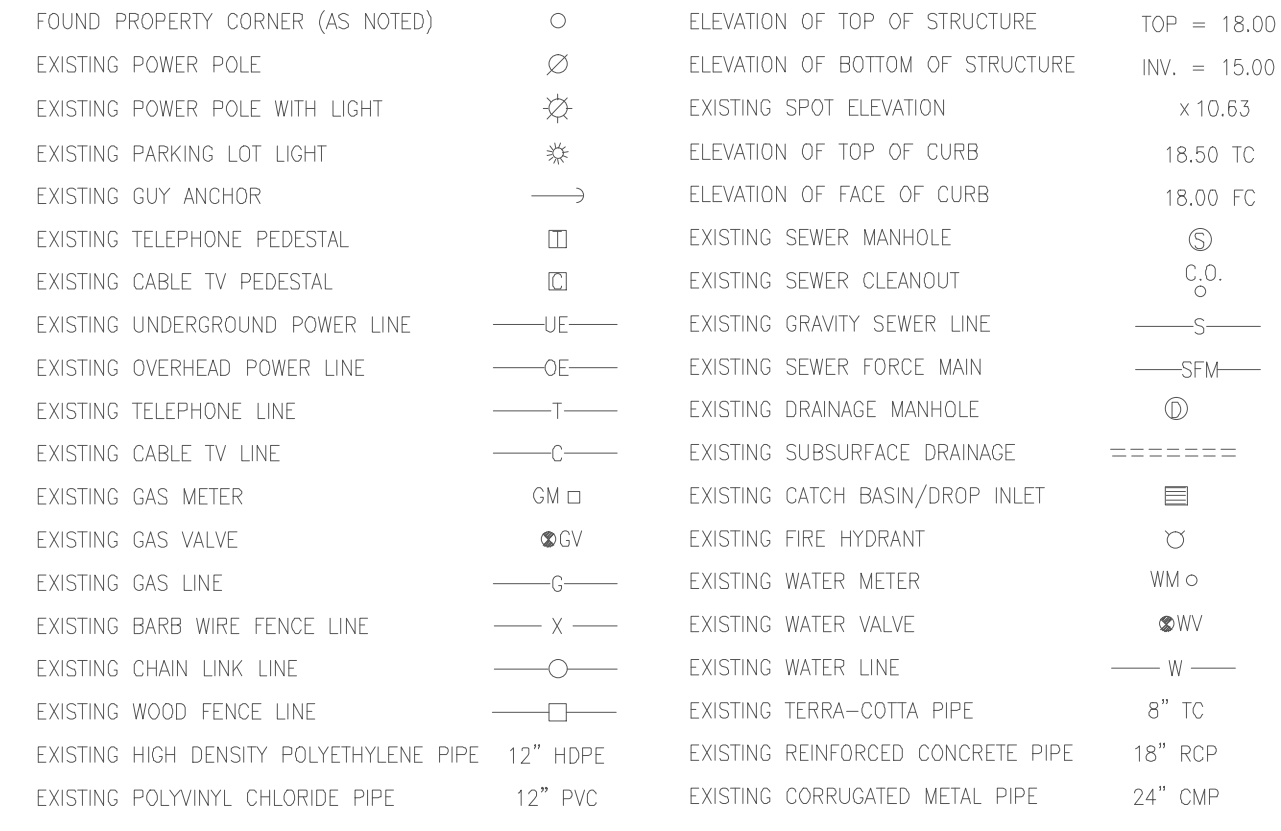 FOUND PROPERTY CORNER (AS NOTED)
EXISTING POWER POLE
EXISTING POWER POLE WITH LIGHT
EXISTING PARKING LOT LIGHT
EXISTING GUY ANCHOR
EXISTING TELEPHONE PEDESTAL T
EXISTING CABLE TV PEDESTAL C
EXISTING UNDERGROUND POWER LINE UE
EXISTING OVERHEAD POWER LINE OE
EXISTING TELEPHONE LINE T
EXISTING CABLE TV LINE C
EXISTING GAS METER GM
EXISTING GAS VALVE GV
EXISTING GAS LINE G
EXISTING BARB WIRE FENCE LINE X
EXISTING CHAIN LINK LINE
EXISTING WOOD FENCE LINE
EXISTING HIGH DENSITY POLYETHYLENE PIPE 12" HDPE
EXISTING POLYVINYL CHLORIDE PIPE 12" PVC
ELEVATION OF TOP OF STRUCTURE TOP = 18.00
ELEVATION OF BOTTOM OF STRUCTURE INV. = 15.00
EXISTING SPOT ELEVATION x 10.63
ELEVATION OF TOP OF CURB 18.50 TC
ELEVATION OF FACE OF CURB 18.00 FC
EXISTING SEWER MANHOLE S
EXISTING SEWER CLEANOUT C.O.
EXISTING GRAVITY SEWER LINE S
EXISTING SEWER FORCE MAIN SFM
EXISTING DRAINAGE MANHOLE D
EXISTING SUBSURFACE DRAINAGE
EXISTING CATCH BASIN/DROP INLET
EXISTING FIRE HYDRANT
EXISTING WATER METER WM
EXISTING WATER VALVE WV
EXISTING WATER LINE W
EXISTING TERRA-COTTA PIPE 8" TC
EXISTING REINFORCED CONCRETE PIPE 18" RCP
EXISTING CORRUGATED METAL PIPE 24" CMP